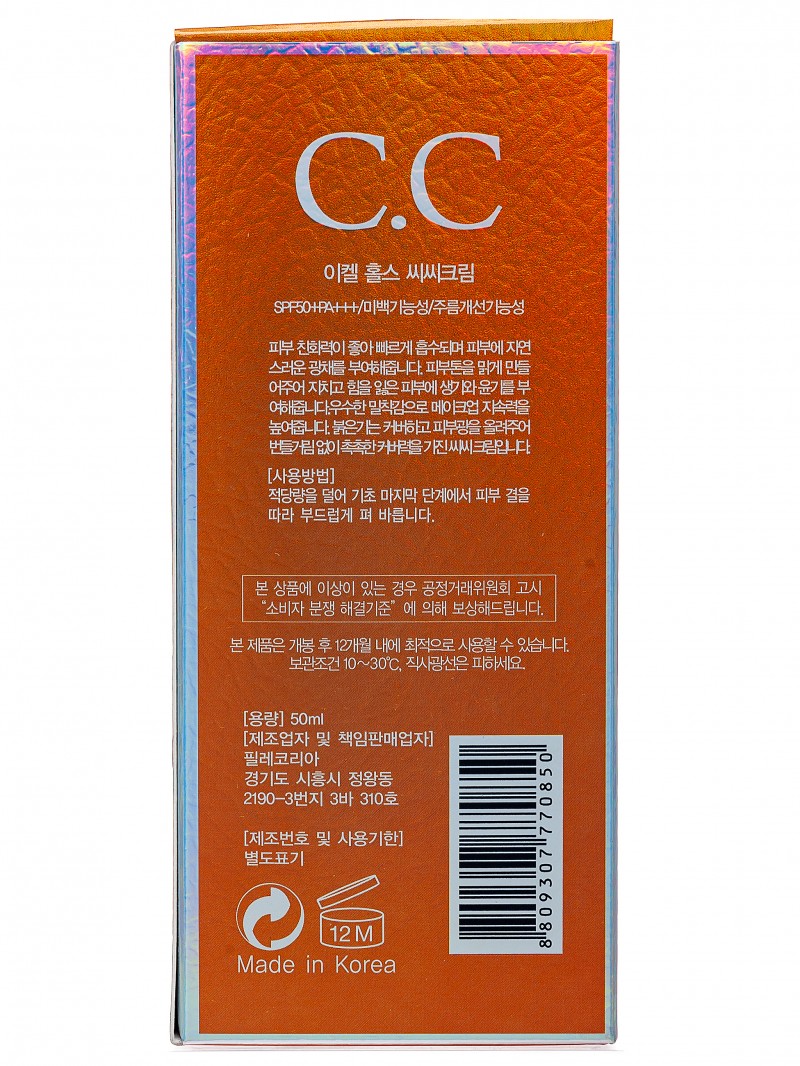 C.C
이켈 홀스 씨씨크림
SPF50+PA+++/미백기능성/주름개선기능성
피부 친화력이 좋아 빠르게 흡수되며 피부에 자연
스러운 광채를 부여해줍니다. 피부톤을 맑게 만들
어주어 지치고 힘을 잃은 피부에 생기와 윤기를 부
여해줍니다.우수한 밀착감으로 메이크업 지속력을
높여줍니다. 붉은기는 커버하고 피부광을 올려주어
번들거림 없이 촉촉한 커버력을 가진 씨씨크림입니다.
[사용방법]
적당량을 덜어 기초 마지막 단계에서 피부 결을
따라 부드럽게 펴 바릅니다.
본 상품에 이상이 있는 경우 공정거래위원회 고시
“소비자 분쟁 해결기준” 에 의해 보상해드립니다.
본 제품은 개봉 후 12개월 내에 최적으로 사용할 수 있습니다.
보관조건 10~30℃, 직사광선은 피하세요.
[용량] 50ml
[제조업자 및 책임판매업자]
필레코리아
경기도 시흥시 정왕동
2190-3번지 3바 310호
[제조번호 및 사용기한]
별도표기
12M
Made in Korea
8 809307 770850